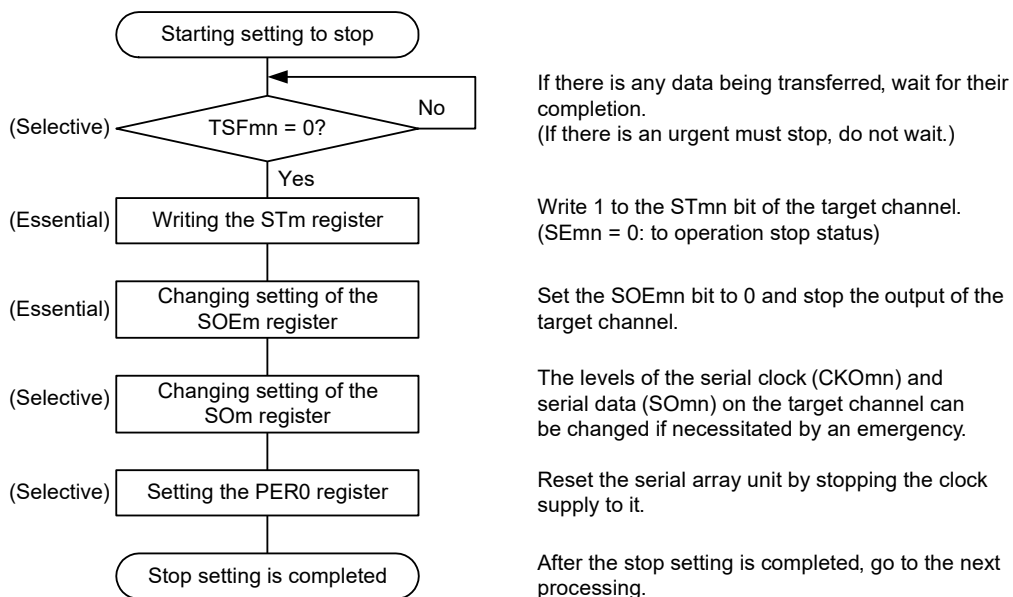 Starting setting to stop
If there is any data being transferred, wait for their
completion.
(If there is an urgent must stop, do not wait.)
No
(Selective)
TSFmn = 0?
Yes
(Essential)
Writing the STm register
Write 1 to the STmn bit of the target channel.
(SEmn = 0: to operation stop status)
(Essential)
Changing setting of the
SOEm register
Set the SOEmn bit to 0 and stop the output of the
target channel.
(Selective)
Changing setting of the
SOm register
The levels of the serial clock (CKOmn) and
serial data (SOmn) on the target channel can
be changed if necessitated by an emergency.
(Selective)
Setting the PER0 register
Reset the serial array unit by stopping the clock
supply to it.
Stop setting is completed
After the stop setting is completed, go to the next
processing.